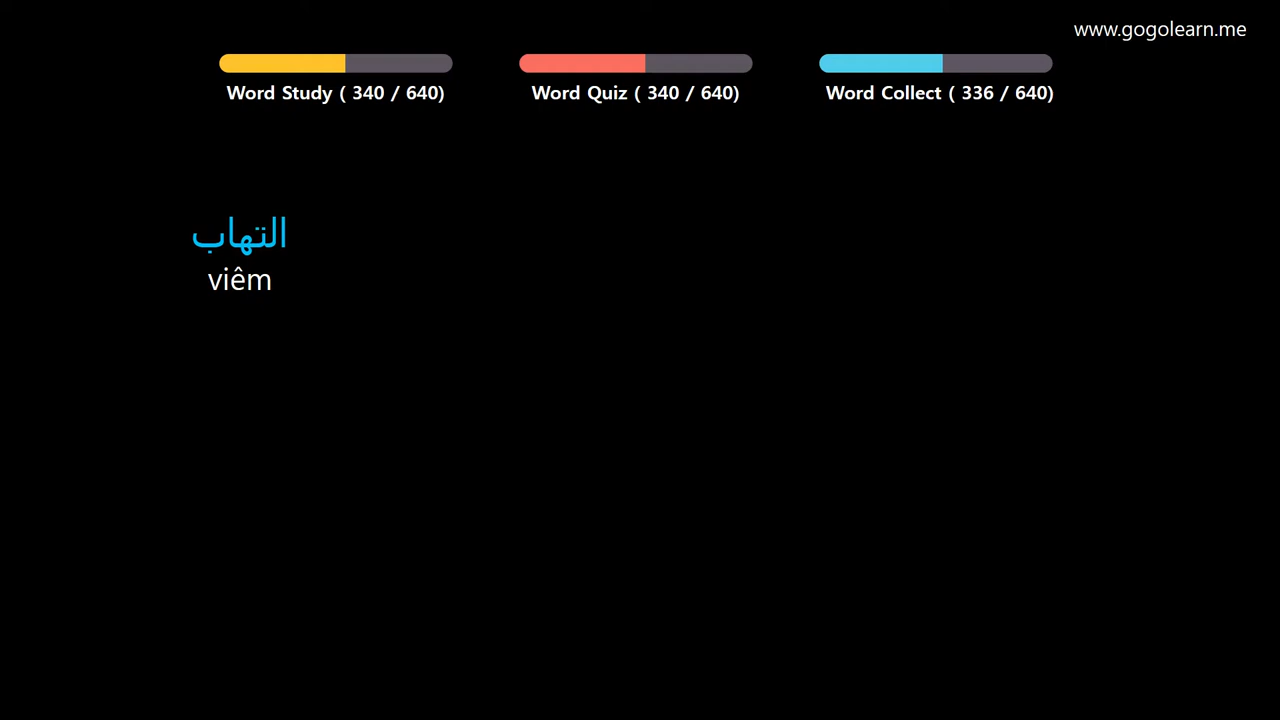 www.gogolearn.me
Word Study ( 340 / 640)
Word Quiz ( 340 / 640)
Word Collect ( 336 / 640)
التهاب
viêm